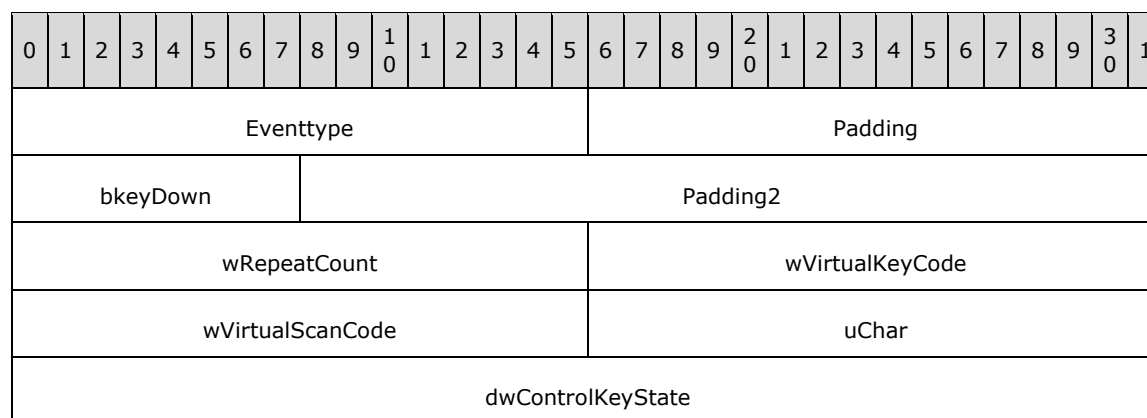 0 1 2 3 4 5 6 7 8 9 1 0 1 2 3 4 5 6 7 8 9 2 0 1 2 3 4 5 6 7 8 9 3 0 1
Eventtype Padding
bkeyDown Padding2
wRepeatCount wVirtualKeyCode
wVirtualScanCode uChar
dwControlKeyState